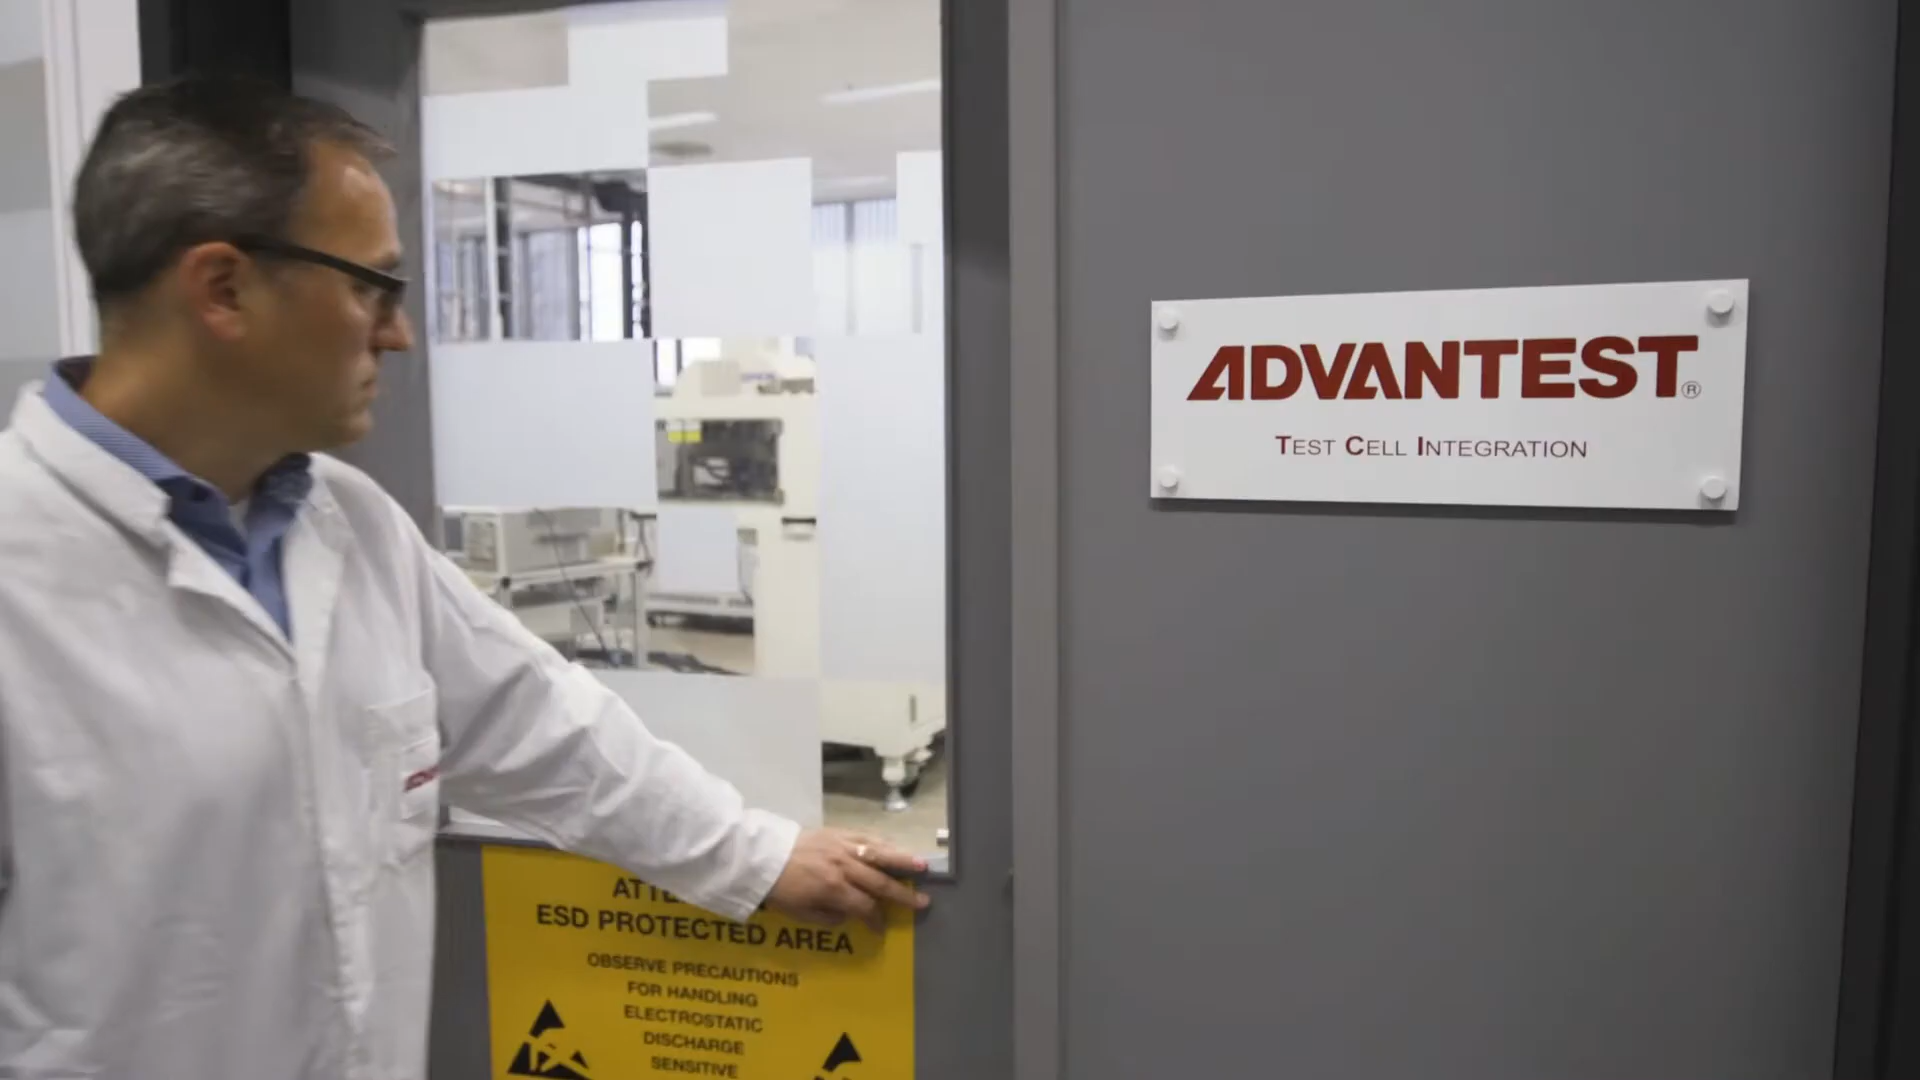 ADVANTEST®
TEST CELL INTEGRATION
ESD PROTECTED AREA
OBSERVE PRECAUTIONS
FOR HANDLING
ELECTROSTATIC
DISCHARGE
SENSITIVE